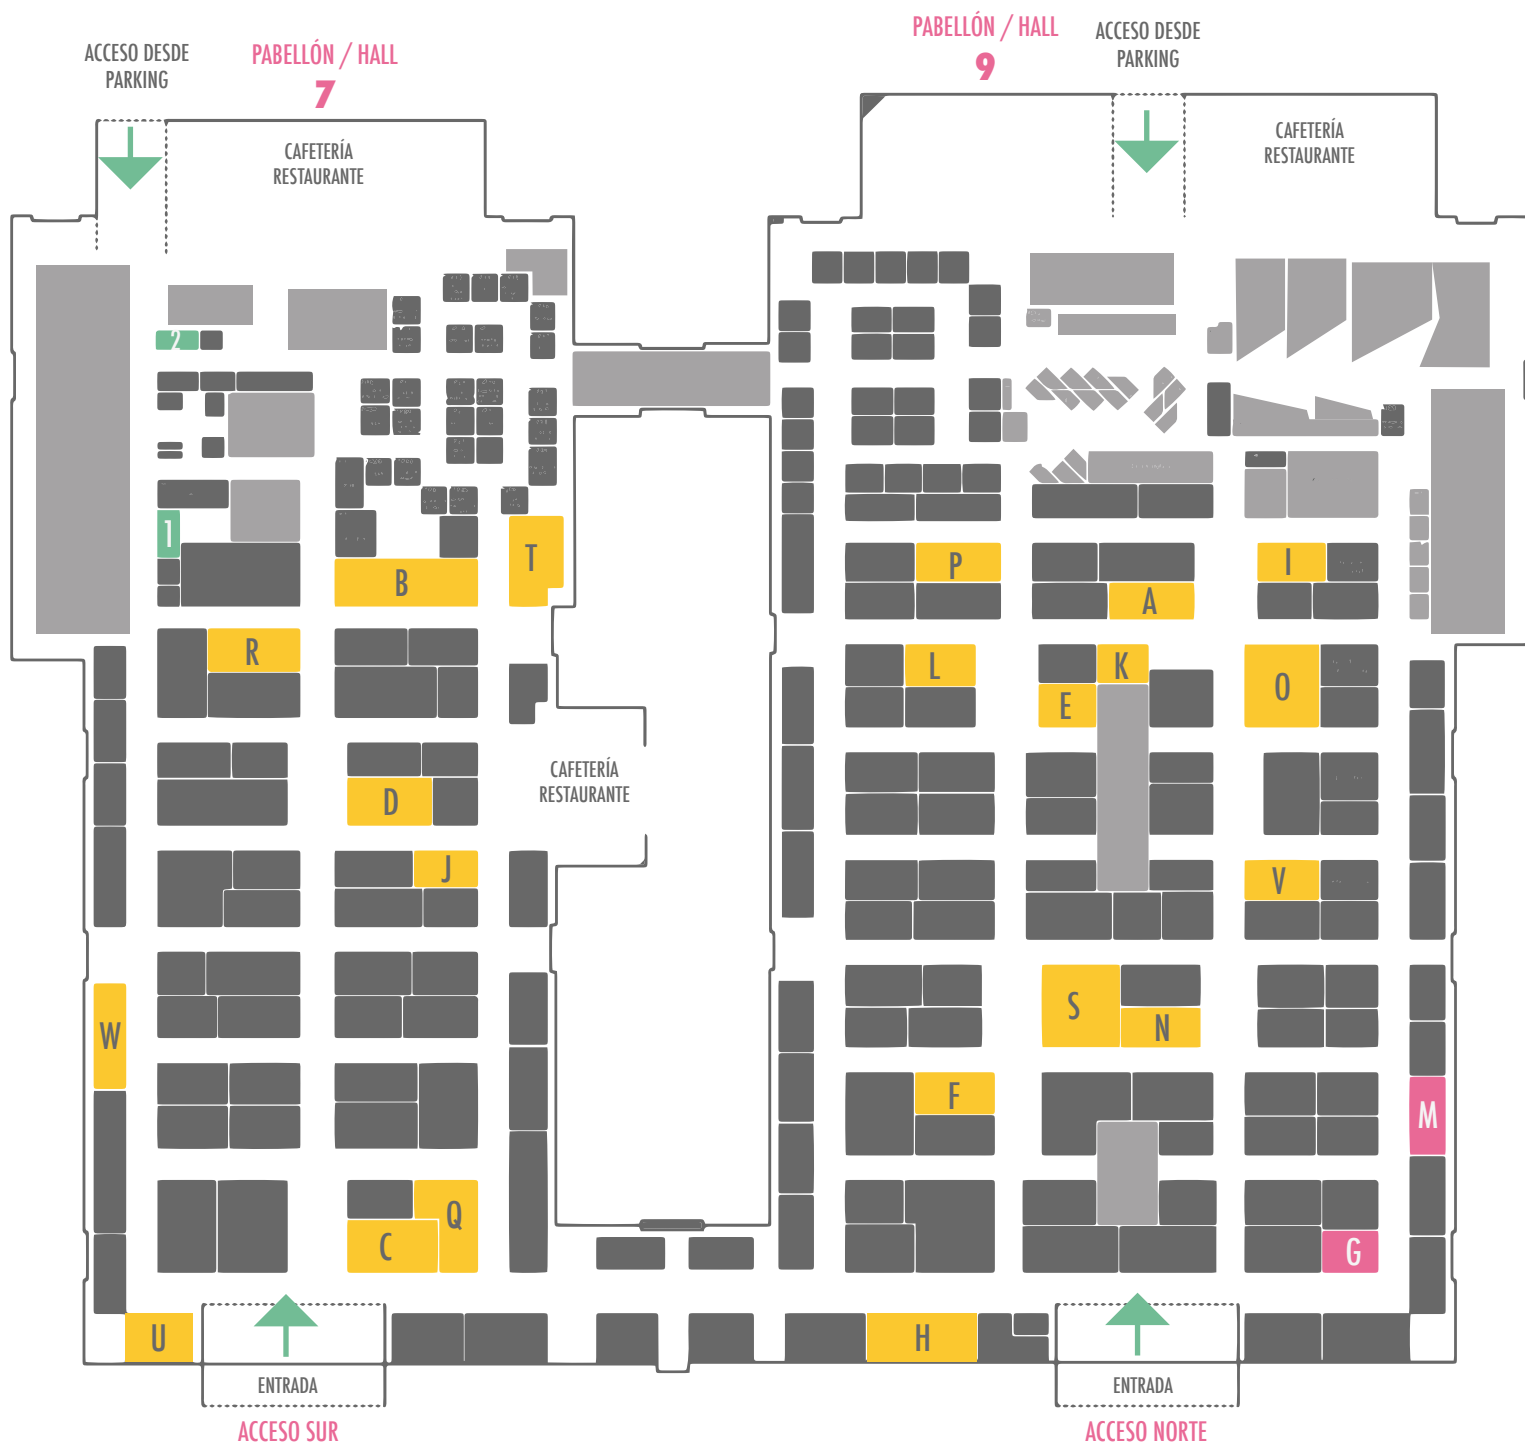 PABELLÓN / HALL
9
ACCESO DESDE
PARKING
ACCESO DESDE
PARKING
PABELLÓN / HALL
7
CAFETERÍA
RESTAURANTE
CAFETERÍA
RESTAURANTE
2
1
T
B
P
I
A
R
L
K
O
E
CAFETERÍA
RESTAURANTE
D
J
V
S
N
W
F
M
Q
C
G
U
H
ENTRADA
ENTRADA
ACCESO SUR
ACCESO NORTE